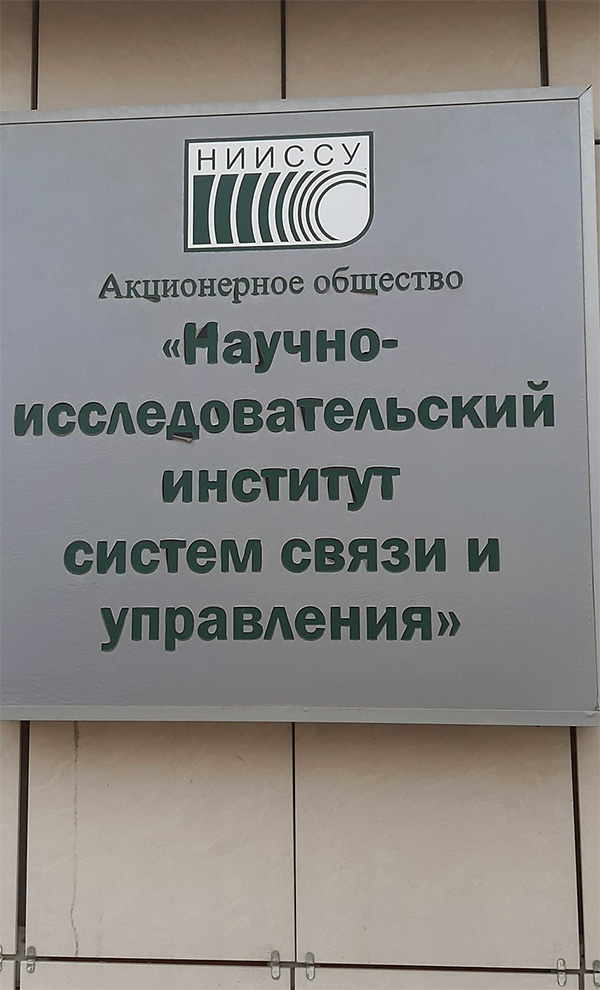 НИИССУ
Акционерное общество
«Научно-
исследовательский
институт
систем связи и
управления»